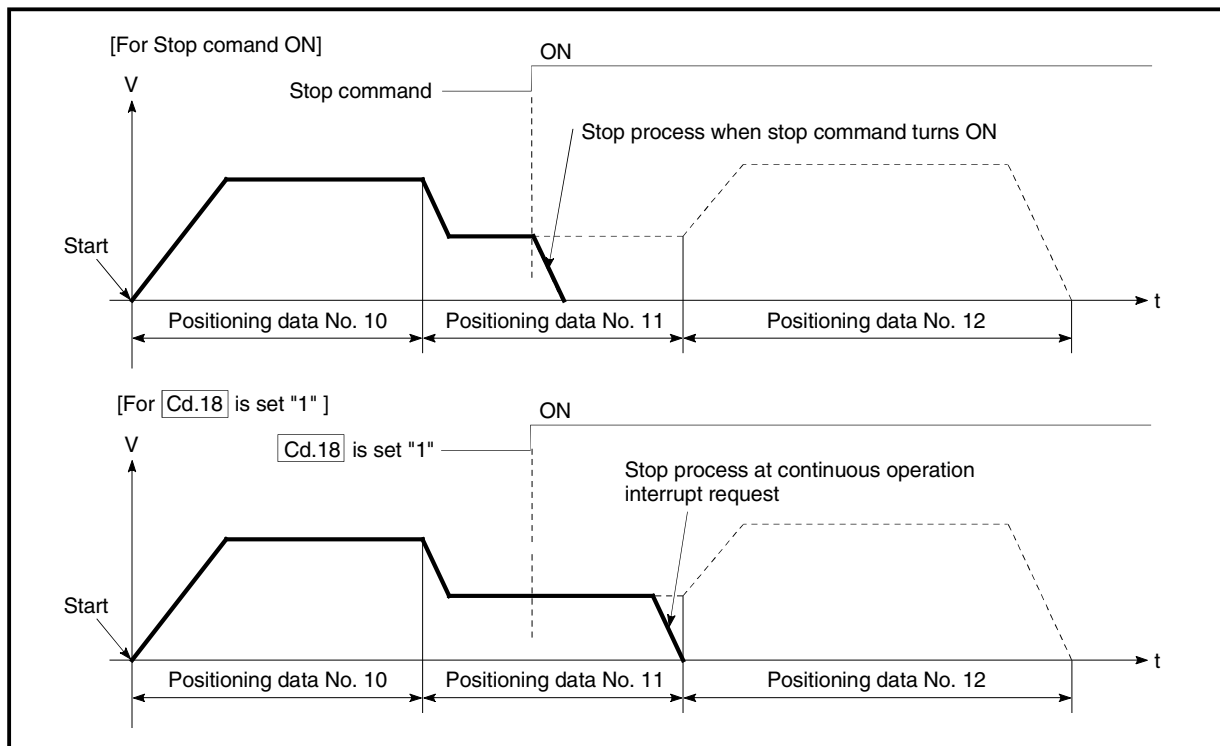 [For Stop comand ON]
ON
V
Stop command
Stop process when stop command turns ON
Start
t
Positioning data No. 10
Positioning data No. 11
Positioning data No. 12
[For Cd.18 is set "1" ]
ON
V
Cd.18 is set "1"
Stop process at continuous operation
interrupt request
Start
t
Positioning data No. 10
Positioning data No. 11
Positioning data No. 12